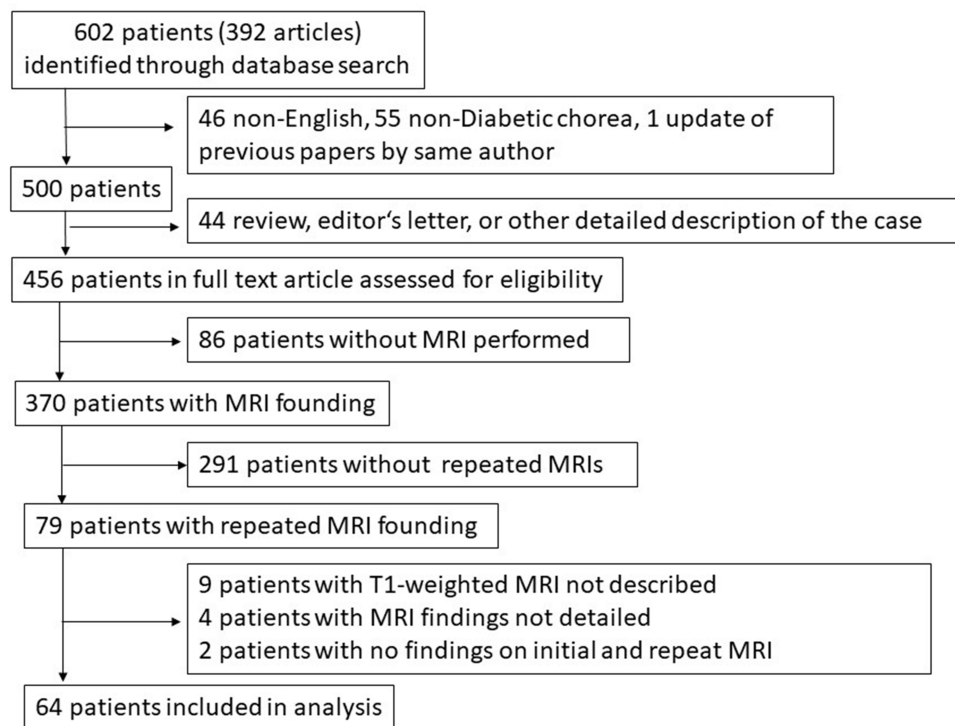 602 patients (392 articles)
identified through database search
46 non-English, 55 non-Diabetic chorea, 1 update of
previous papers by same author
500 patients
44 review, editor‘s letter, or other detailed description of the case
456 patients in full text article assessed for eligibility
86 patients without MRI performed
370 patients with MRI founding
291 patients without repeated MRIs
79 patients with repeated MRI founding
9 patients with T1-weighted MRI not described
4 patients with MRI findings not detailed
2 patients with no findings on initial and repeat MRI
64 patients included in analysis